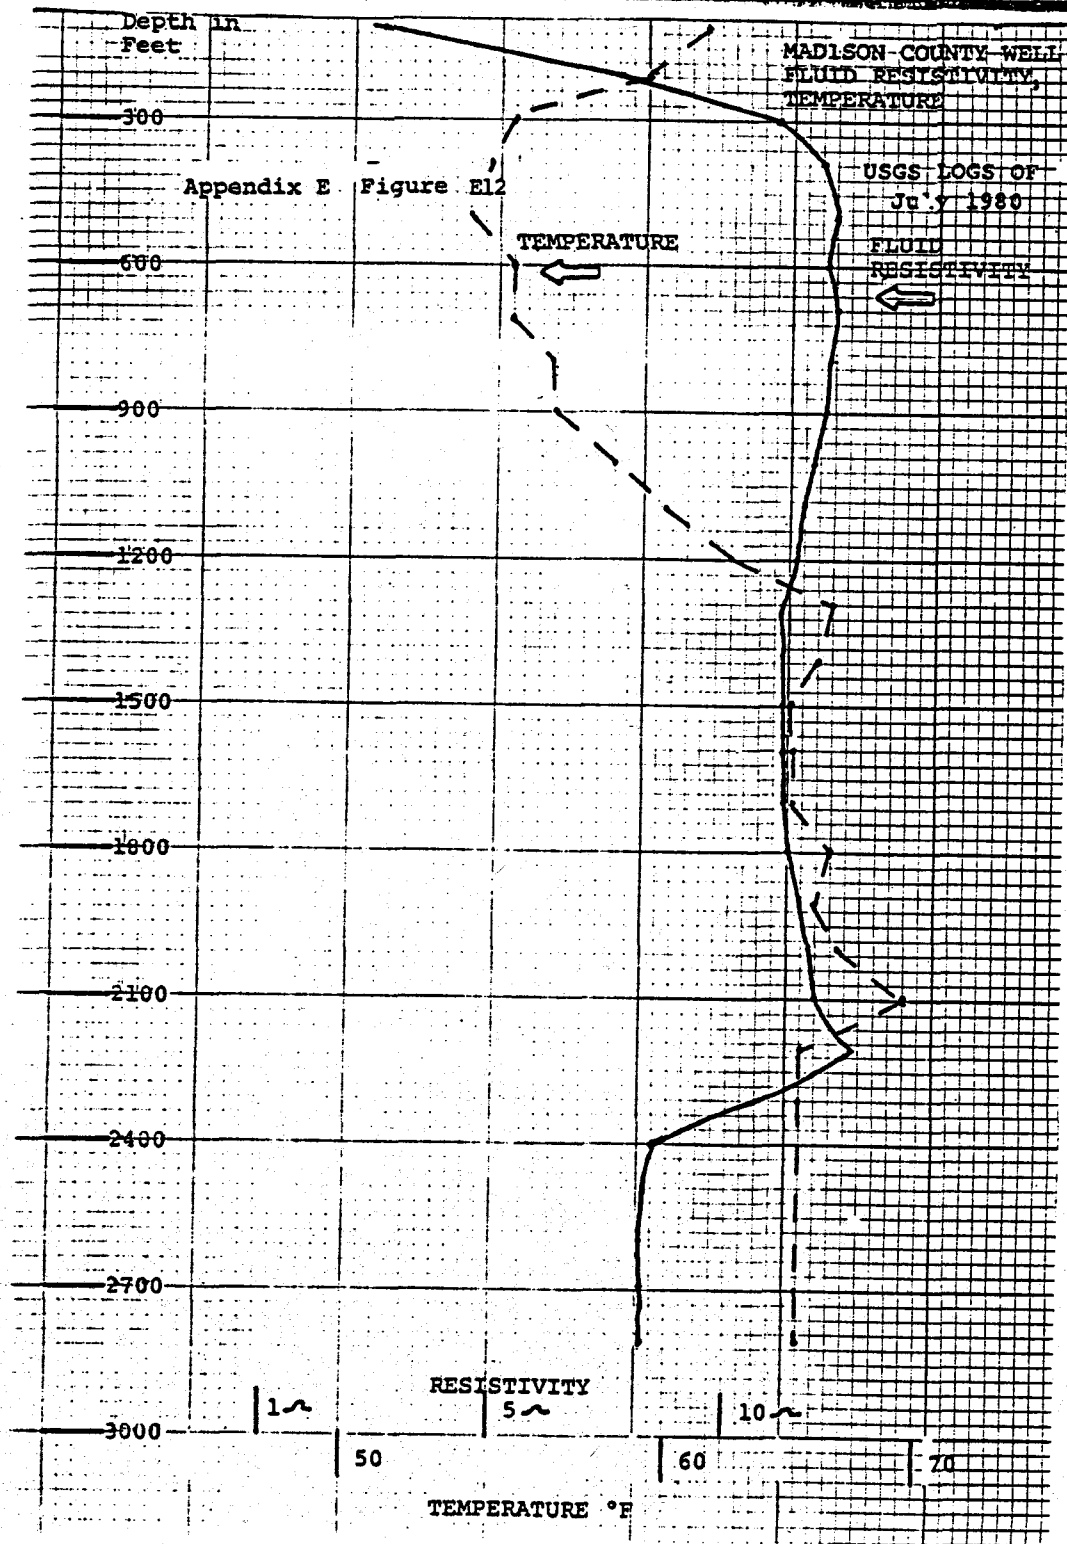 Depth in
Feet
MADISON COUNTY WELL
FLUID RESISTIVITY,
TEMPERATURE
300
USGS LOGS OF
July 1980
Appendix E Figure E12
TEMPERATURE
FLUID
RESISTIVITY
600
900
1200
1500
1800
2100
2400
2700
RESISTIVITY
1 5 10
3000
50 60 70
TEMPERATURE °F